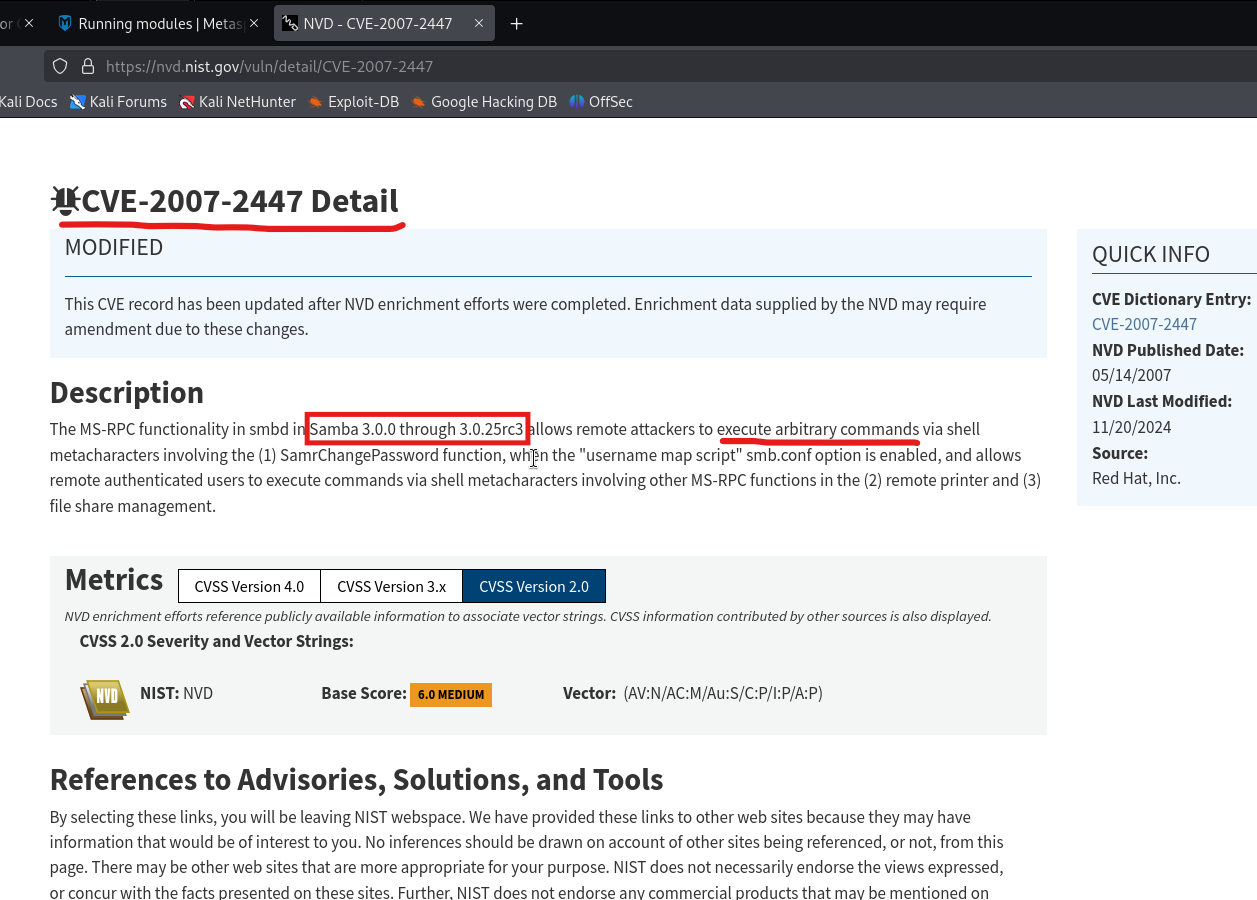 or
Running modules | Metas
NVD - CVE-2007-2447
https://nvd.nist.gov/vuln/detail/CVE-2007-2447
Kali Docs Kali Forums Kali NetHunter Exploit-DB Google Hacking DB OffSec
CVE-2007-2447 Detail
MODIFIED
This CVE record has been updated after NVD enrichment efforts were completed. Enrichment data supplied by the NVD may require
amendment due to these changes.
Description
The MS-RPC functionality in smbd in Samba 3.0.0 through 3.0.25rc3 allows remote attackers to execute arbitrary commands via shell
metacharacters involving the (1) SamrChangePassword function, when the "username map script" smb.conf option is enabled, and allows
remote authenticated users to execute commands via shell metacharacters involving other MS-RPC functions in the (2) remote printer and (3)
file share management.
Metrics
CVSS Version 4.0 CVSS Version 3.x CVSS Version 2.0
NVD enrichment efforts reference publicly available information to associate vector strings. CVSS information contributed by other sources is also displayed.
CVSS 2.0 Severity and Vector Strings:
NVD
NIST: NVD Base Score: 6.0 MEDIUM Vector: (AV:N/AC:M/Au:S/C:P/I:P/A:P)
References to Advisories, Solutions, and Tools
By selecting these links, you will be leaving NIST webspace. We have provided these links to other web sites because they may have
information that would be of interest to you. No inferences should be drawn on account of other sites being referenced, or not, from this
page. There may be other web sites that are more appropriate for your purpose. NIST does not necessarily endorse the views expressed,
or concur with the facts presented on these sites. Further, NIST does not endorse any commercial products that may be mentioned on
QUICK INFO
CVE Dictionary Entry:
CVE-2007-2447
NVD Published Date:
05/14/2007
NVD Last Modified:
11/20/2024
Source:
Red Hat, Inc.